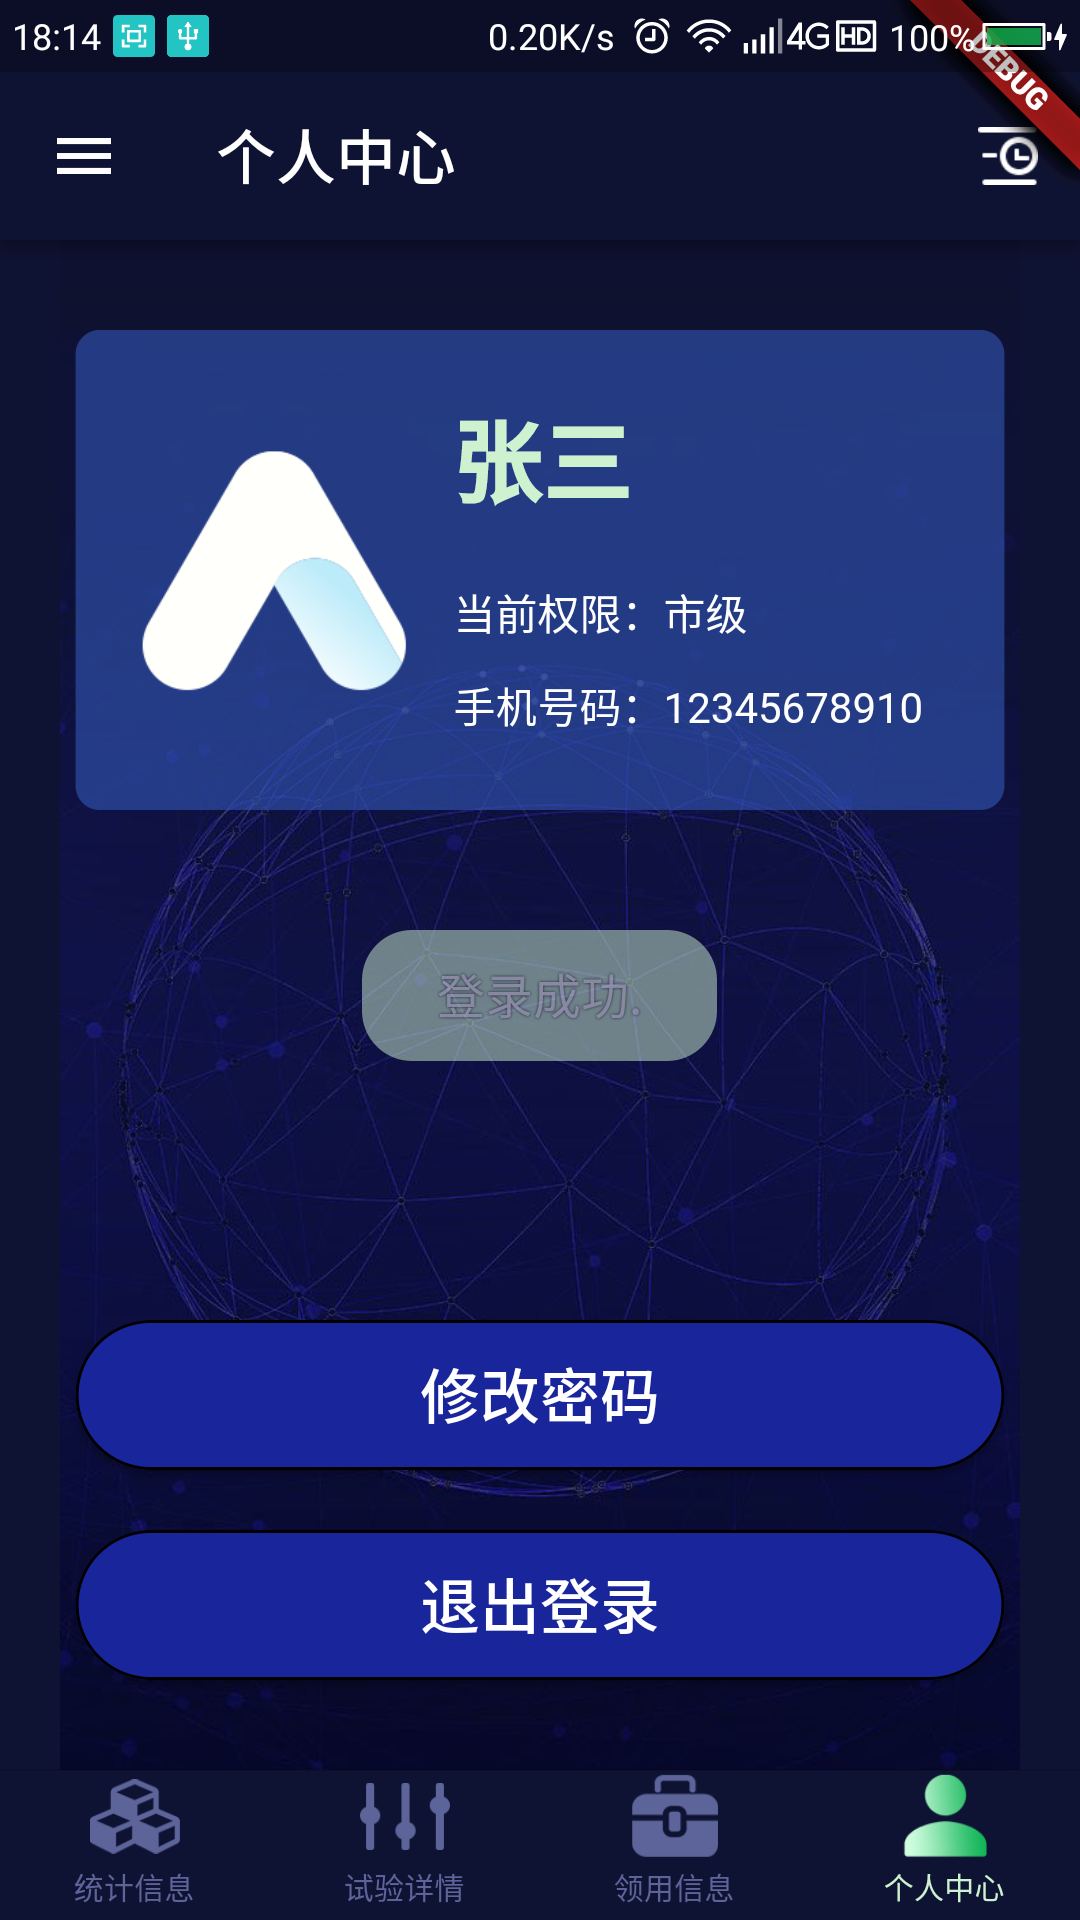 18:14 0.20K/s 4G HD 100%
DEBUG
个人中心
张三
当前权限：市级
手机号码：12345678910
登录成功.
修改密码
退出登录
统计信息 试验详情 领用信息 个人中心